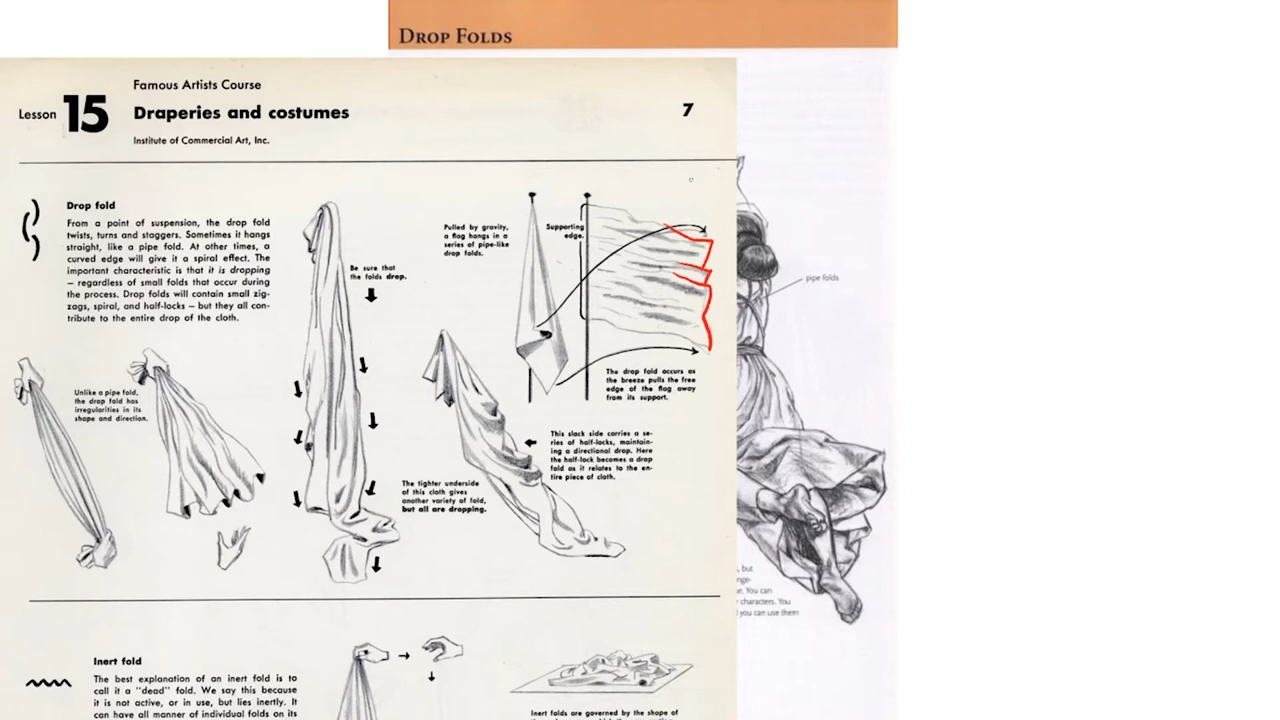 DROP FOLDS
Famous Artists Course
Lesson 15 Draperies and costumes 7
Institute of Commercial Art, Inc.
Drop fold
From a point of suspension, the drop fold
twists, turns and staggers. Sometimes it hangs
straight, like a pipe fold. At other times, a
curved edge will give it a spiral effect. The
important characteristic is that it is dropping
– regardless of small folds that occur during
the process. Drop folds will contain small zig-
zags, spiral, and half-locks – but they all con-
tribute to the entire drop of the cloth.
Be sure that
the folds drop.
Pulled by gravity,
a flag hangs in a
series of pipe-like
drop folds.
Supporting
edge.
pipe folds
The drop fold occurs as
the breeze pulls the free
edge of the flag away
from its support.
Unlike a pipe fold,
the drop fold has
irregularities in its
shape and direction.
This slack side carries a se-
ries of half-locks, maintain-
ing a directional drop. Here
the half-lock becomes a drop
fold as it relates to the en-
tire piece of cloth.
The tighter underside
of this cloth gives
another variety of fold,
but all are dropping.
, but
nge-
e. You can
characters. You
you can use them
Inert fold
The best explanation of an inert fold is to
call it a "dead" fold. We say this because
it is not active, or in use, but lies inertly. It
can have all manner of individual folds on its
Inert folds are governed by the shape of